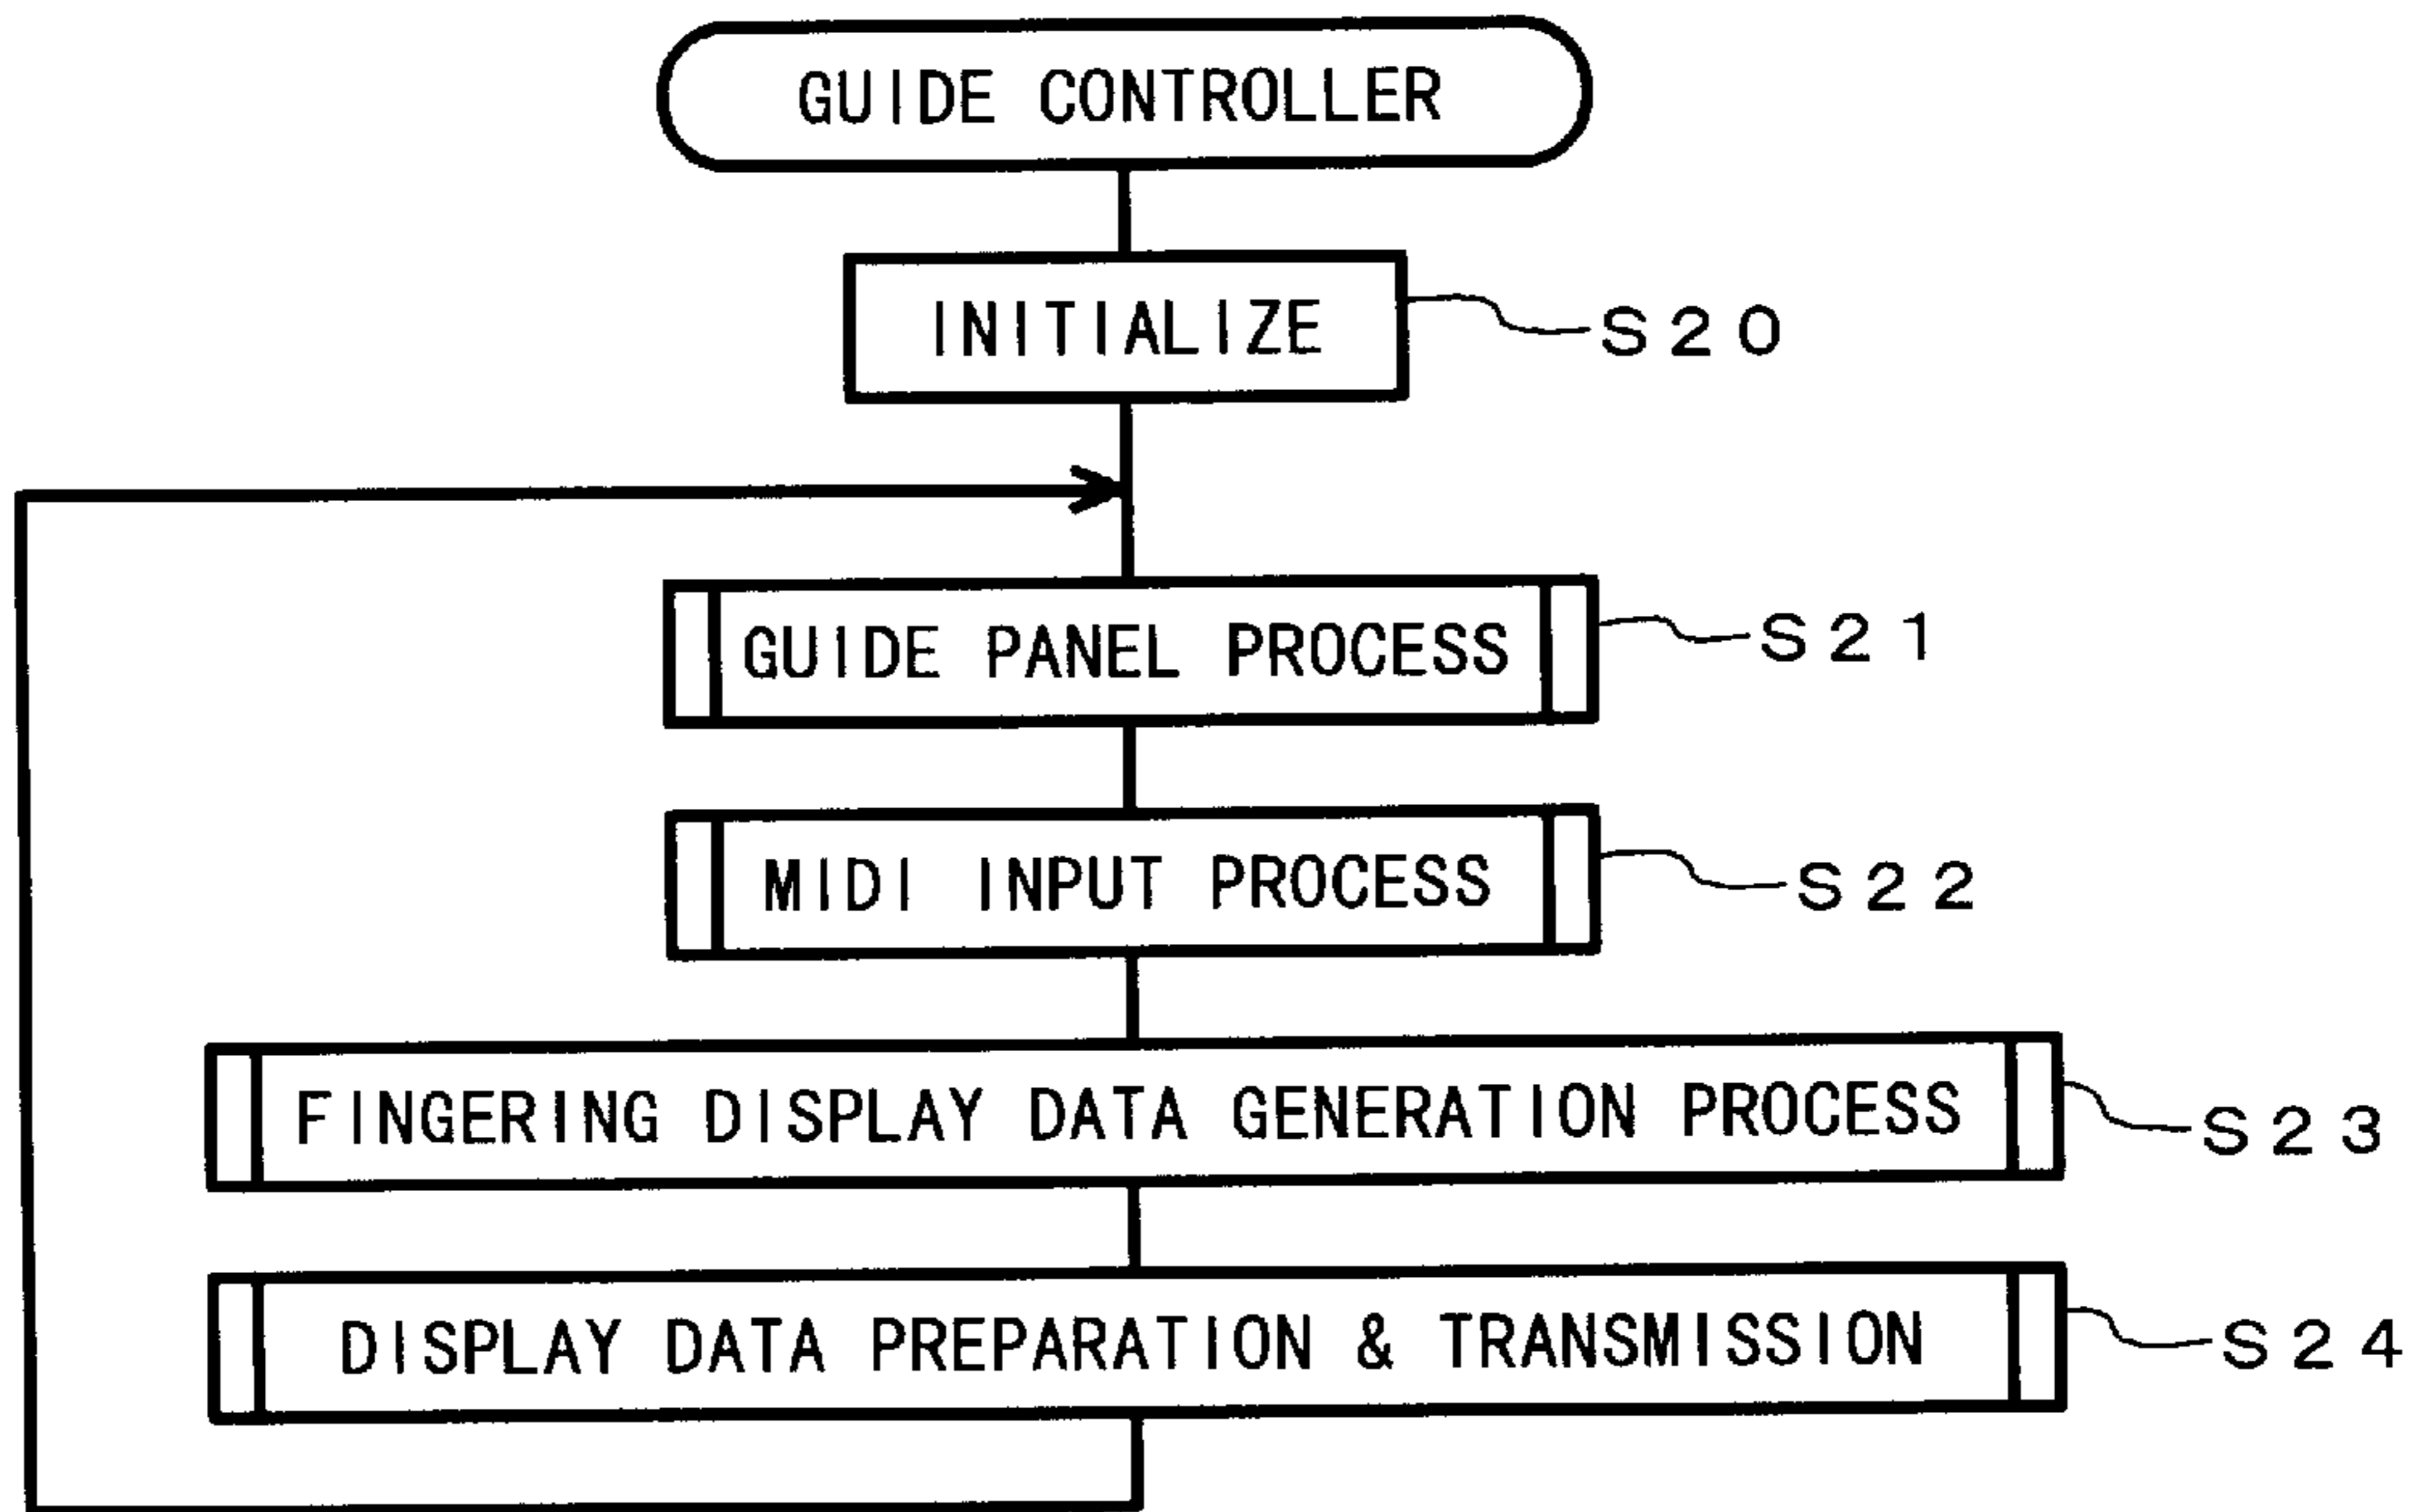 GUIDE CONTROLLER
INITIALIZE
S20
GUIDE PANEL PROCESS
S21
MIDI INPUT PROCESS
S22
FINGERING DISPLAY DATA GENERATION PROCESS
S23
DISPLAY DATA PREPARATION & TRANSMISSION
S24